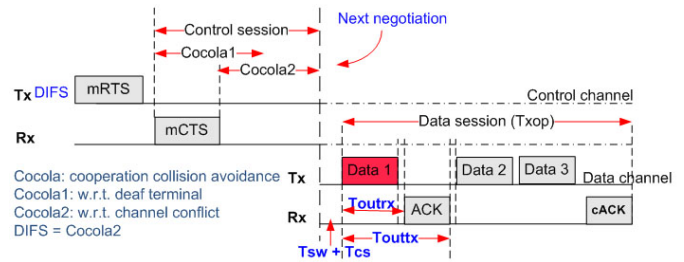 Next negotiation
Control session
Cocola1
Cocola2
Tx DIFS mRTS
Control channel
Rx mCTS
Data session (Txop)
Cocola: cooperation collision avoidance
Cocola1: w.r.t. deaf terminal
Cocola2: w.r.t. channel conflict
DIFS = Cocola2
Tx Data 1 Data 2 Data 3 Data channel
Rx Toutrx ACK cACK
Touttx
Tsw + Tcs